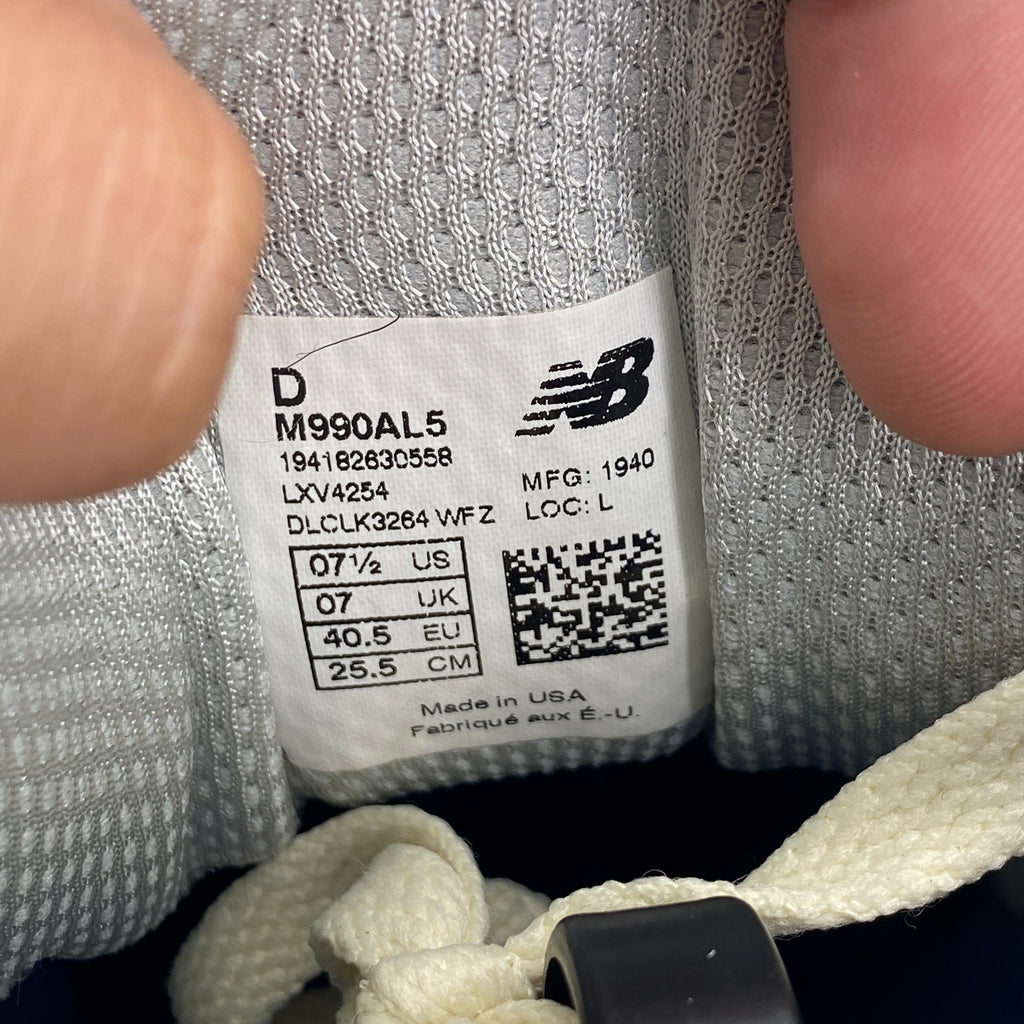 D
M990AL5
194182630558
LXV4254
DLCLK3264 WFZ
NB
MFG: 1940
LOC: L
07½ US
07 UK
40.5 EU
25.5 CM
Made in USA
Fabriqué aux É.-U.